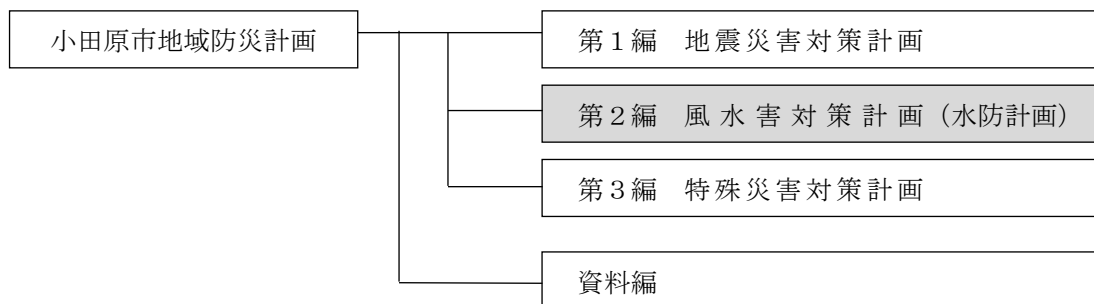 小田原市地域防災計画
第1編　地震災害対策計画
第2編　風水害対策計画（水防計画）
第3編　特殊災害対策計画
資料編